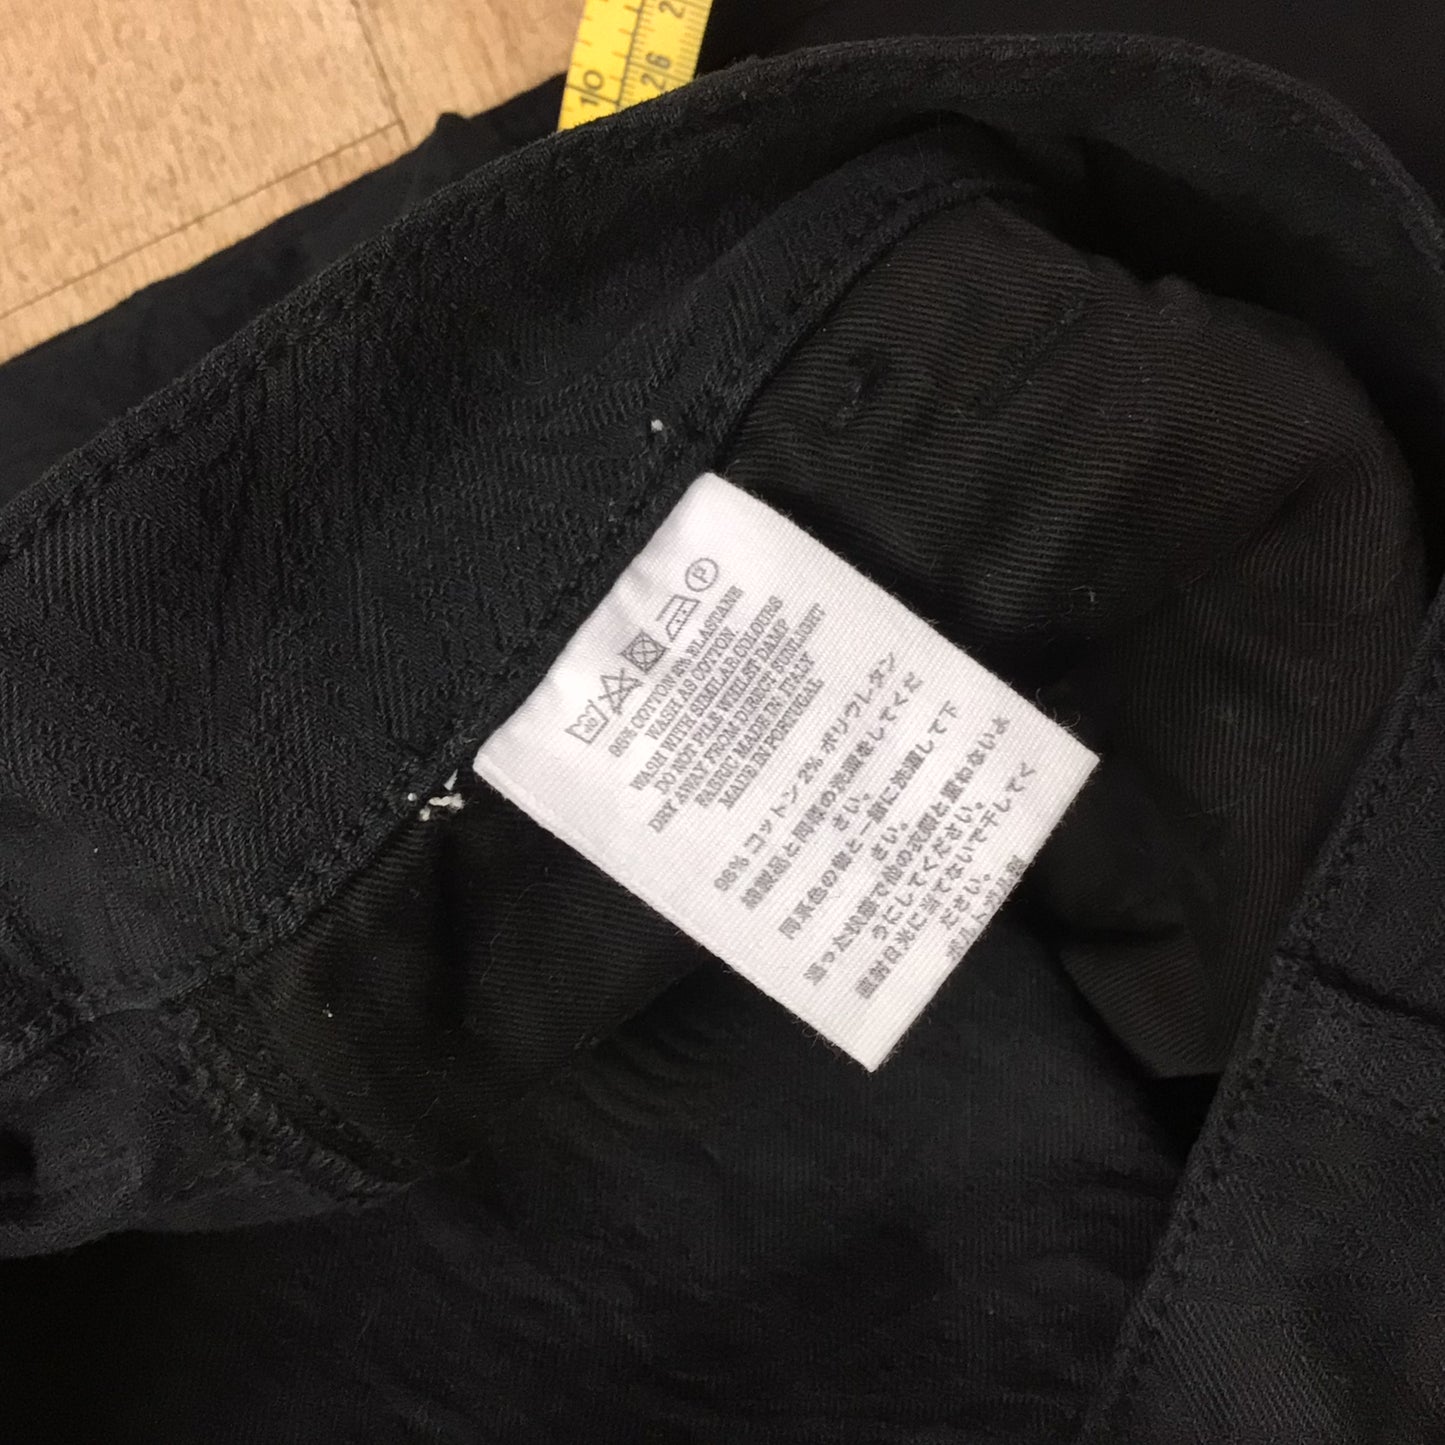 98% COTTON 2% ELASTANE
WASH AS COTTON.
WASH WITH SIMILAR COLOURS
DO NOT PILE WHILST DAMP
DRY AWAY FROM DIRECT SUNLIGHT
FABRIC MADE IN ITALY
MADE IN PORTUGAL
98% コットン 2% ポリウレタン
綿製品と同様の洗濯をしてくだ
さい。
同系色の物と一緒に洗濯して下
さい。
湿った状態で他の衣類と重ねないよ
うにしてください。
直射日光に当てないで干してく
ださい。
ポルトガル製
10
26
P